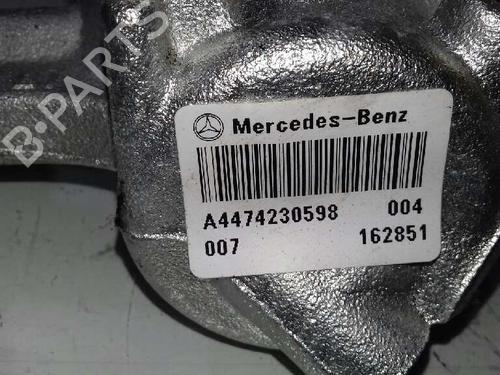 B-PARTS
Mercedes-Benz
A4474230598 004
007 162851